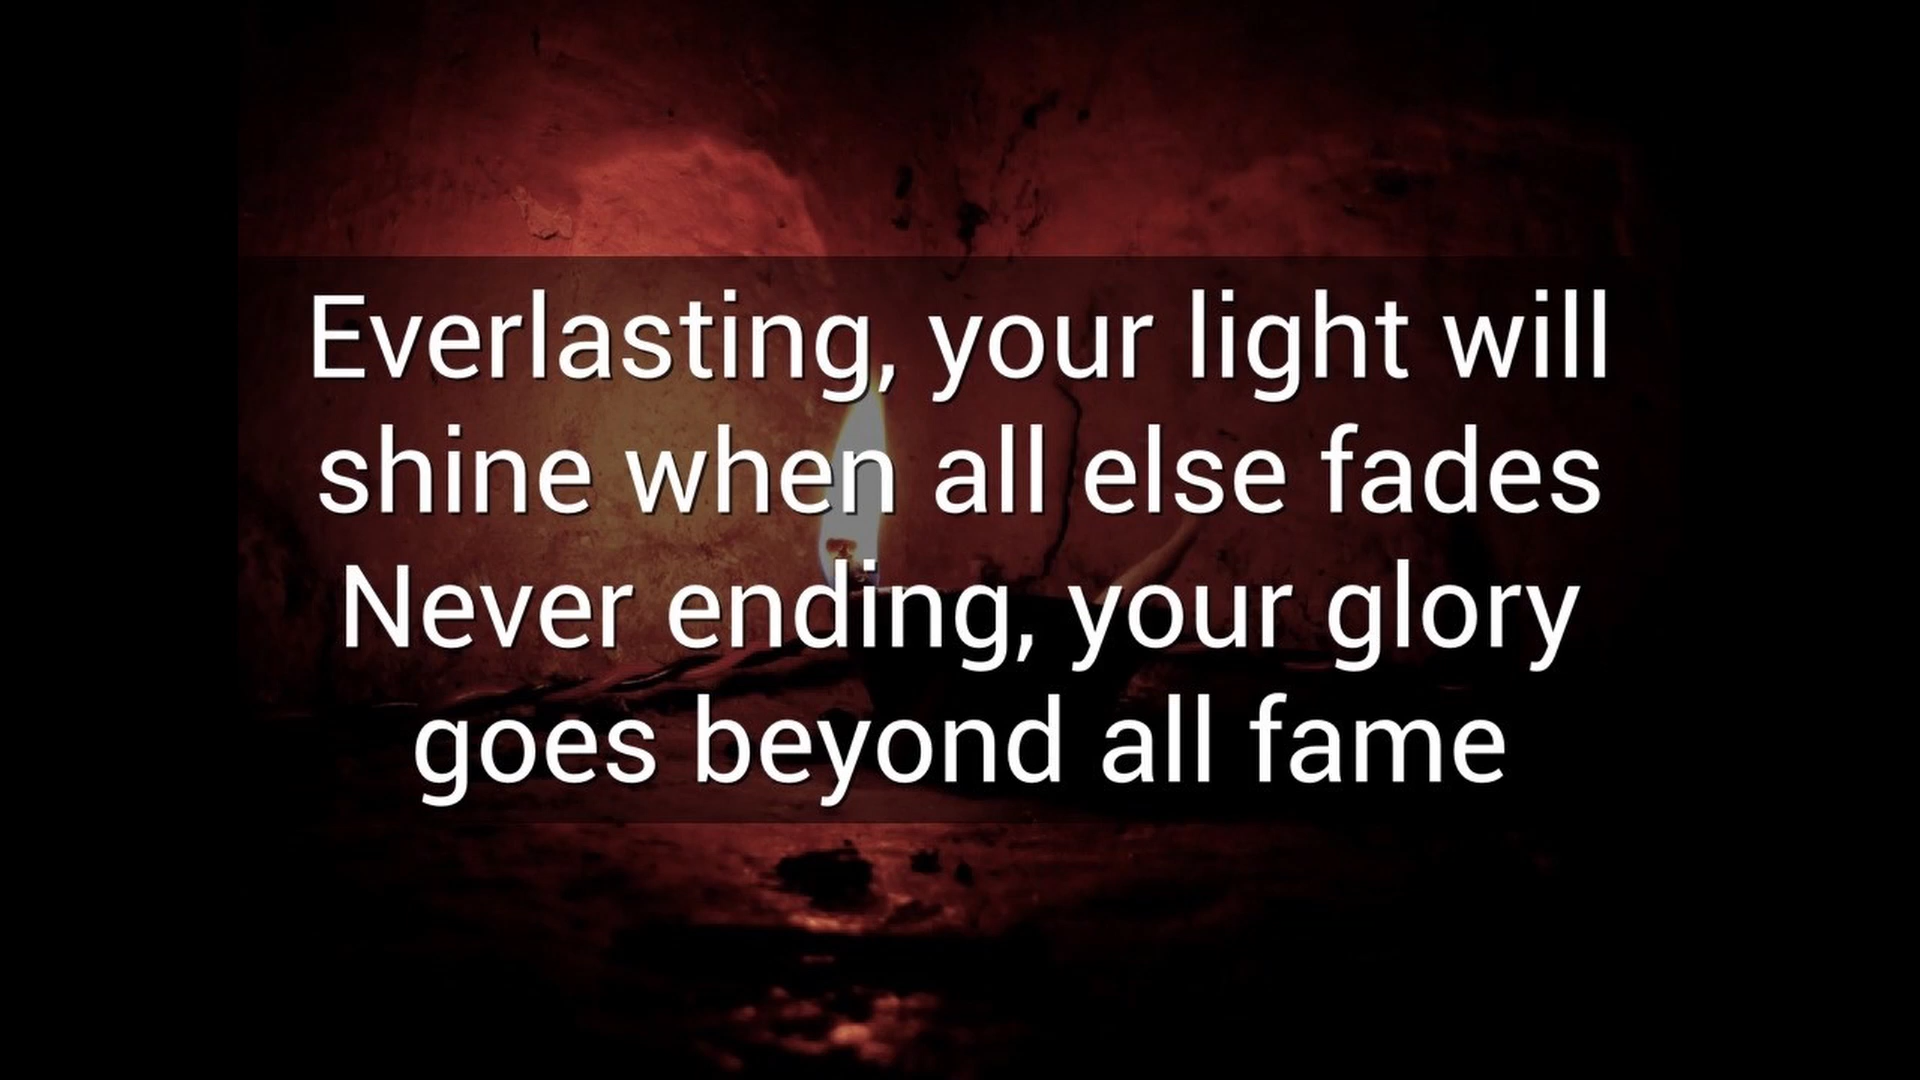 Everlasting, your light will
shine when all else fades
Never ending, your glory
goes beyond all fame